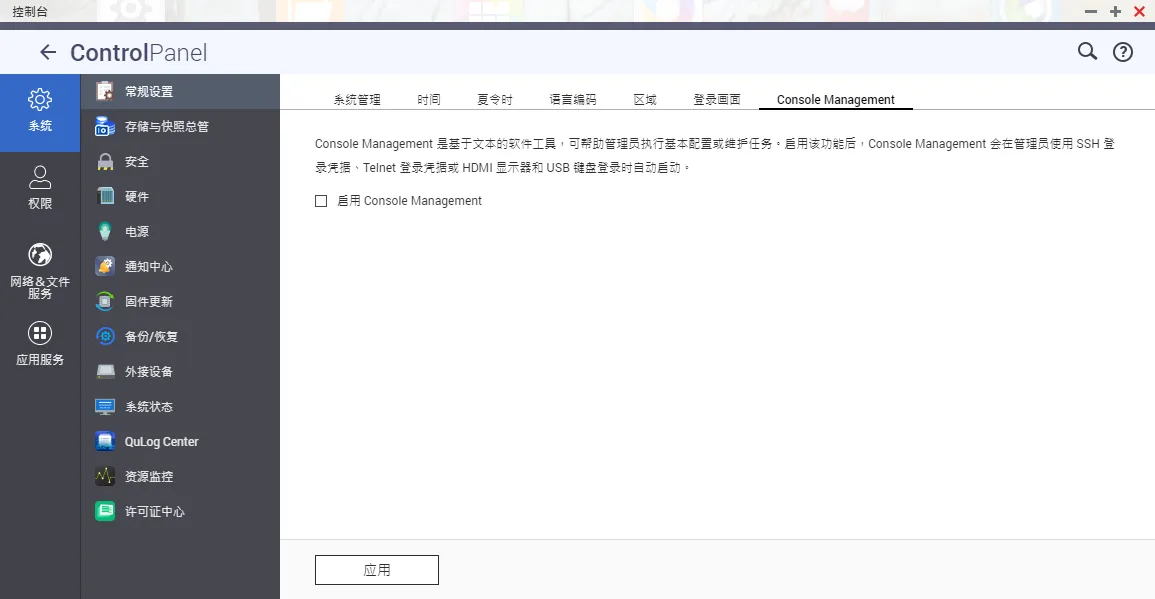 控制台
ControlPanel
系统
权限
网络&文件
服务
应用服务
常规设置
存储与快照总管
安全
硬件
电源
通知中心
固件更新
备份/恢复
外接设备
系统状态
QuLog Center
资源监控
许可证中心
系统管理 时间 夏令时 语言编码 区域 登录画面 Console Management
Console Management 是基于文本的软件工具，可帮助管理员执行基本配置或维护任务。启用该功能后，Console Management 会在管理员使用 SSH 登
录凭据、Telnet 登录凭据或 HDMI 显示器和 USB 键盘登录时自动启动。
启用 Console Management
应用